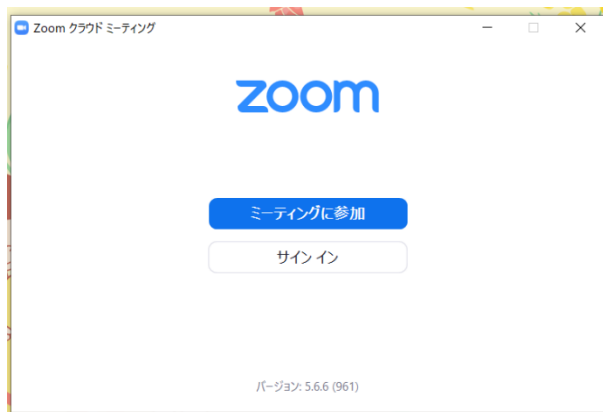 Zoom クラウド ミーティング
zoom
ミーティングに参加
サイン イン
バージョン: 5.6.6 (961)